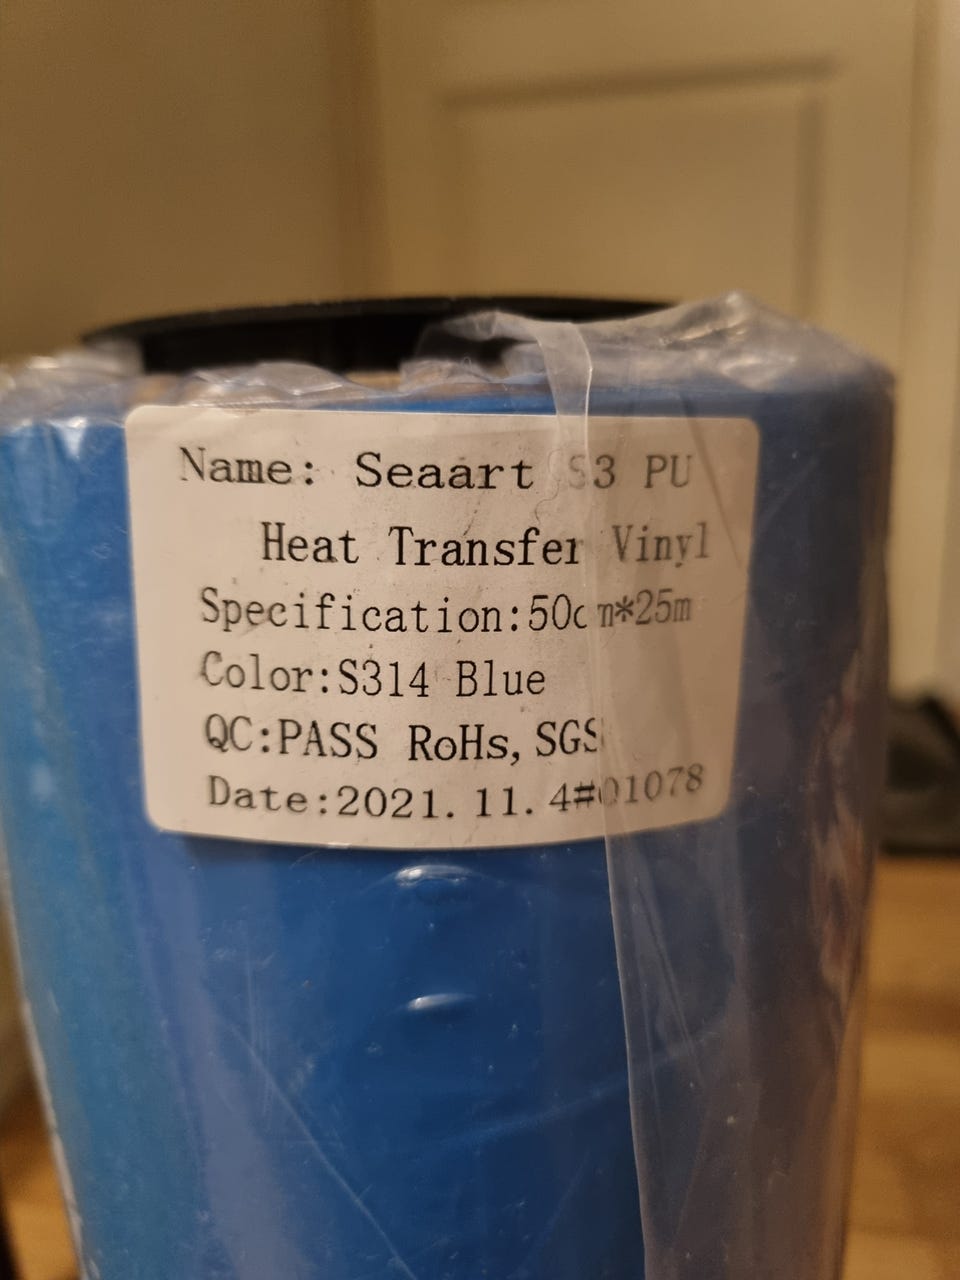 Name: Seaart S3 PU
Heat Transfer Vinyl
Specification:50cm*25m
Color:S314 Blue
QC:PASS RoHs, SGS
Date:2021. 11. 4#01078